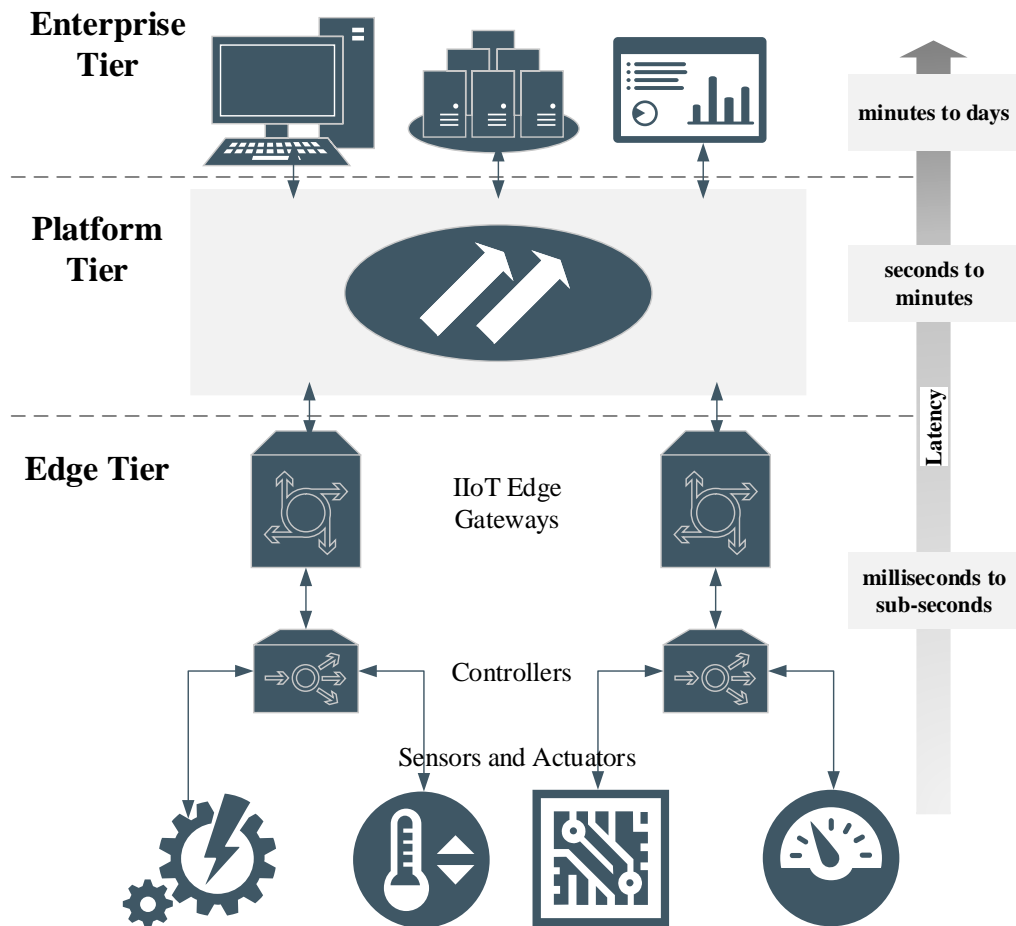 Enterprise
Tier
minutes to days
Platform
Tier
seconds to
minutes
Latency
Edge Tier
IIoT Edge
Gateways
milliseconds to
sub-seconds
Controllers
Sensors and Actuators